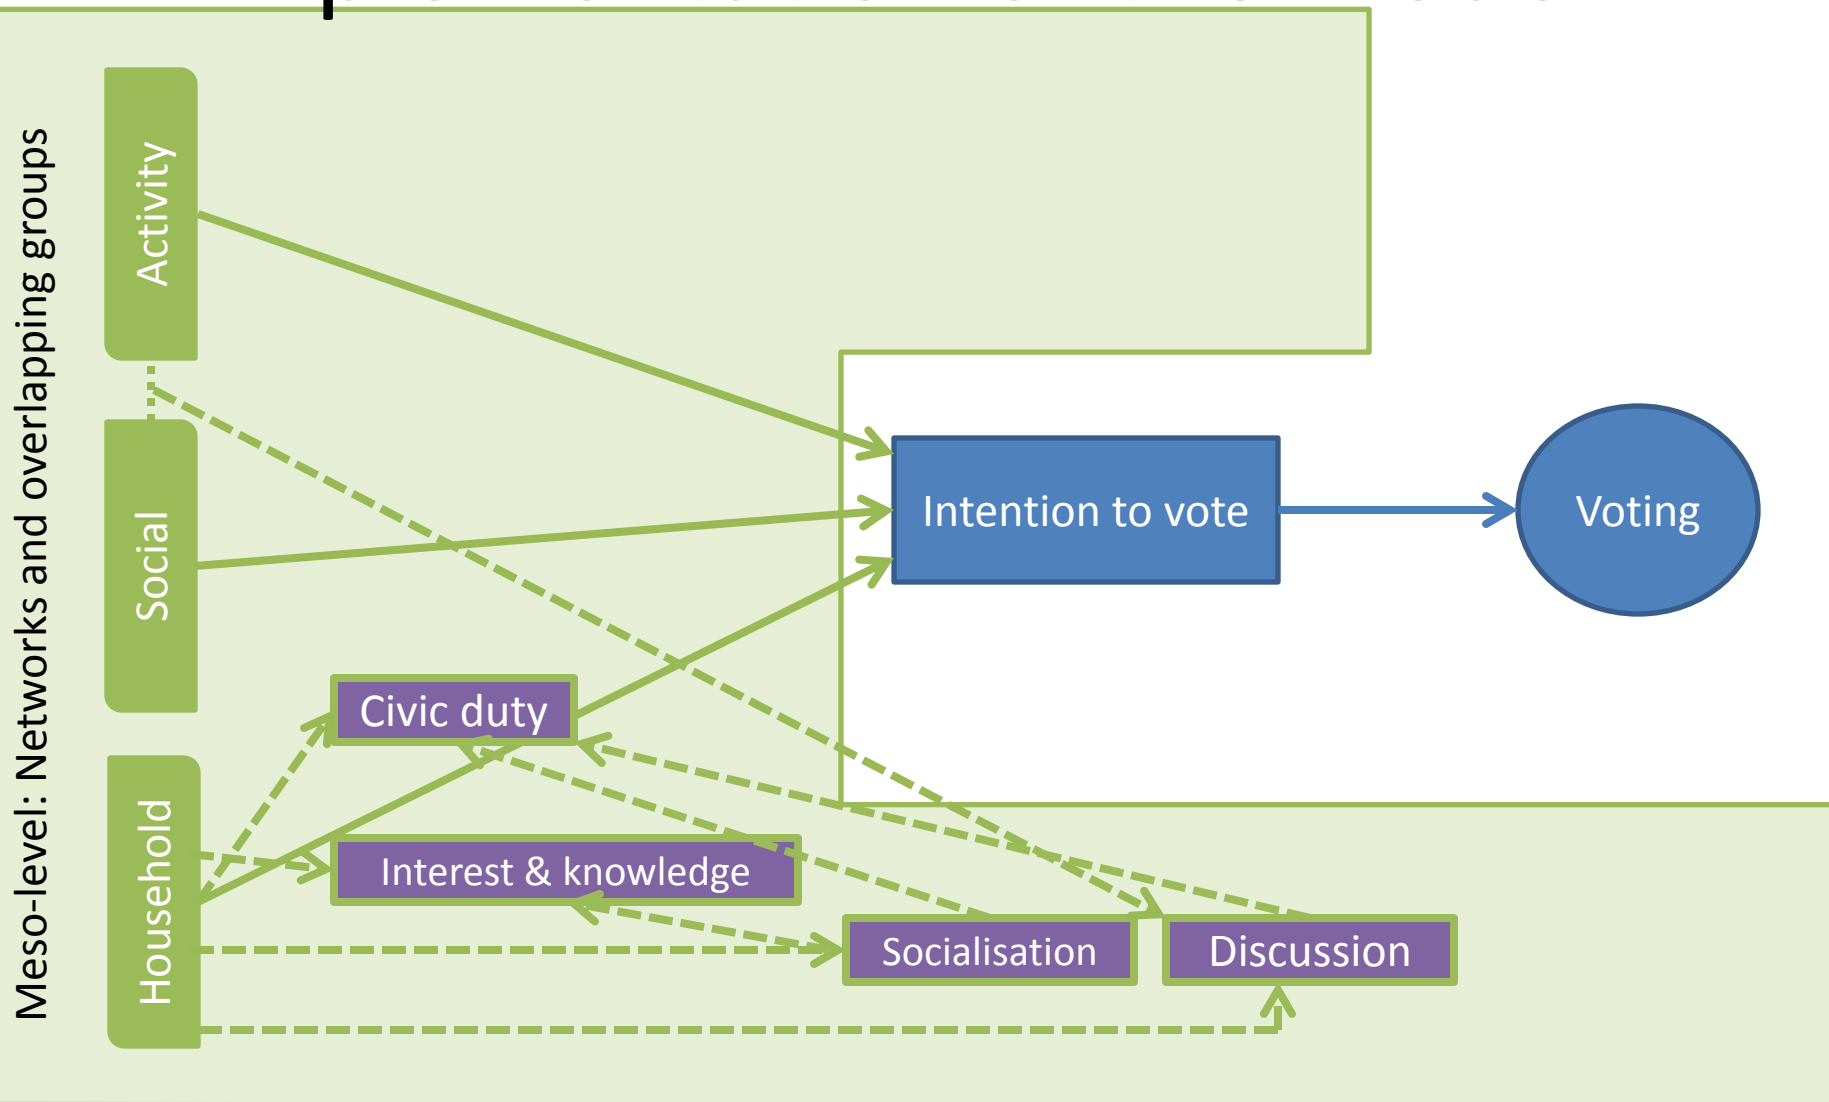 Meso-level: Networks and overlapping groups
Activity
Social
Household
Civic duty
Interest & knowledge
Socialisation
Discussion
Intention to vote
Voting